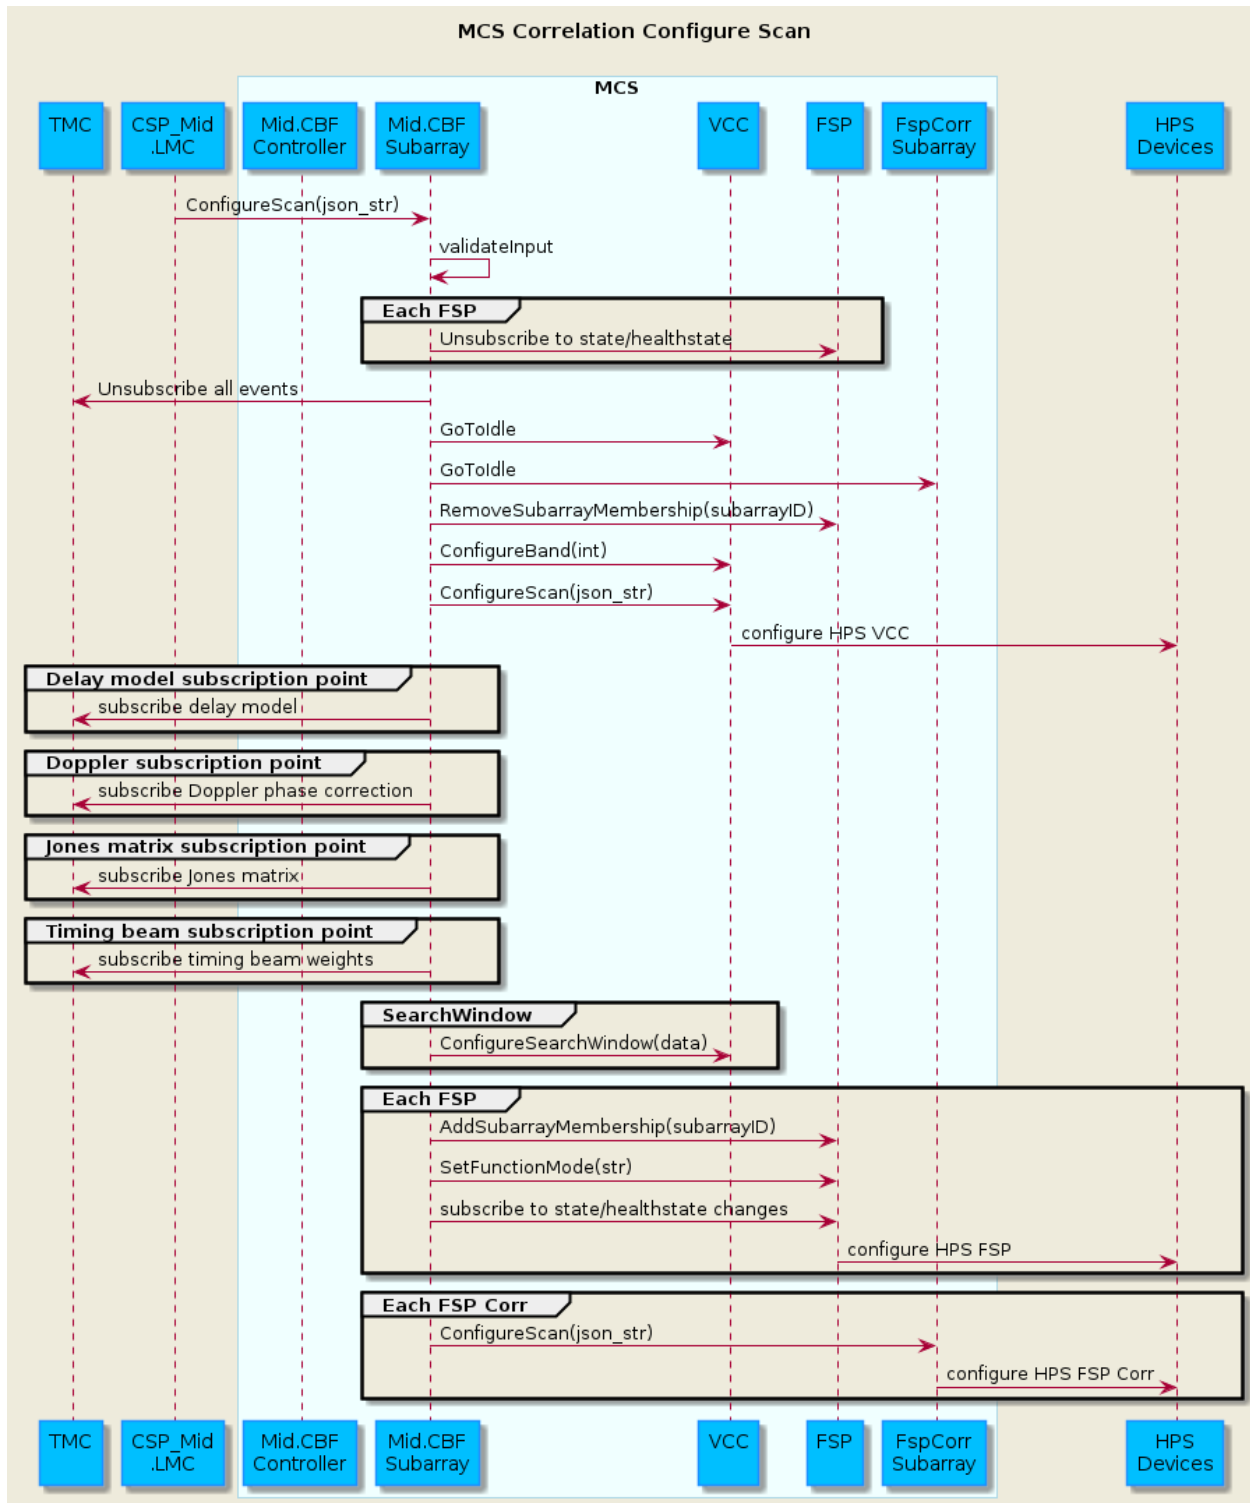 MCS Correlation Configure Scan
MCS
TMC
CSP_Mid
.LMC
Mid.CBF
Controller
Mid.CBF
Subarray
VCC
FSP
FspCorr
Subarray
HPS
Devices
ConfigureScan(json_str)
validateInput
Each FSP
Unsubscribe to state/healthstate
Unsubscribe all events
GoToIdle
GoToIdle
RemoveSubarrayMembership(subarrayID)
ConfigureBand(int)
ConfigureScan(json_str)
configure HPS VCC
Delay model subscription point
subscribe delay model
Doppler subscription point
subscribe Doppler phase correction
Jones matrix subscription point
subscribe Jones matrix
Timing beam subscription point
subscribe timing beam weights
SearchWindow
ConfigureSearchWindow(data)
Each FSP
AddSubarrayMembership(subarrayID)
SetFunctionMode(str)
subscribe to state/healthstate changes
configure HPS FSP
Each FSP Corr
ConfigureScan(json_str)
configure HPS FSP Corr
TMC
CSP_Mid
.LMC
Mid.CBF
Controller
Mid.CBF
Subarray
VCC
FSP
FspCorr
Subarray
HPS
Devices